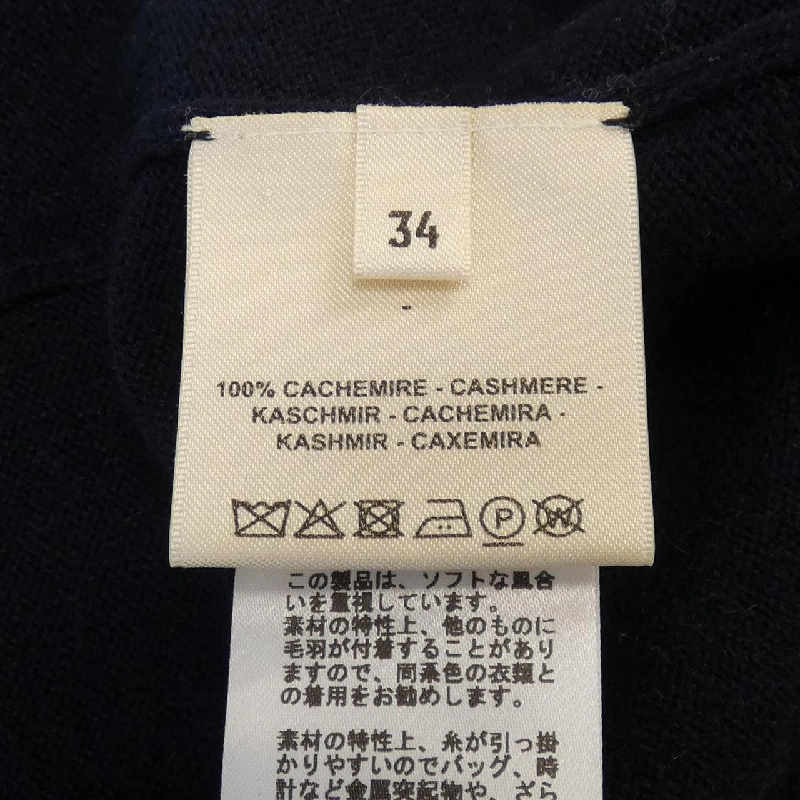 34
-
100% CACHEMIRE - CASHMERE -
KASCHMIR - CACHEMIRA -
KASHMIR - CAXEMIRA
P W
この製品は、ソフトな風合
いを重視しています。
素材の特性上、他のものに
毛羽が付着することがあり
ますので、同系色の衣類と
の着用をお勧めします。
素材の特性上、糸が引っ掛
かりやすいのでバッグ、時
計など金属突起物や、ざら